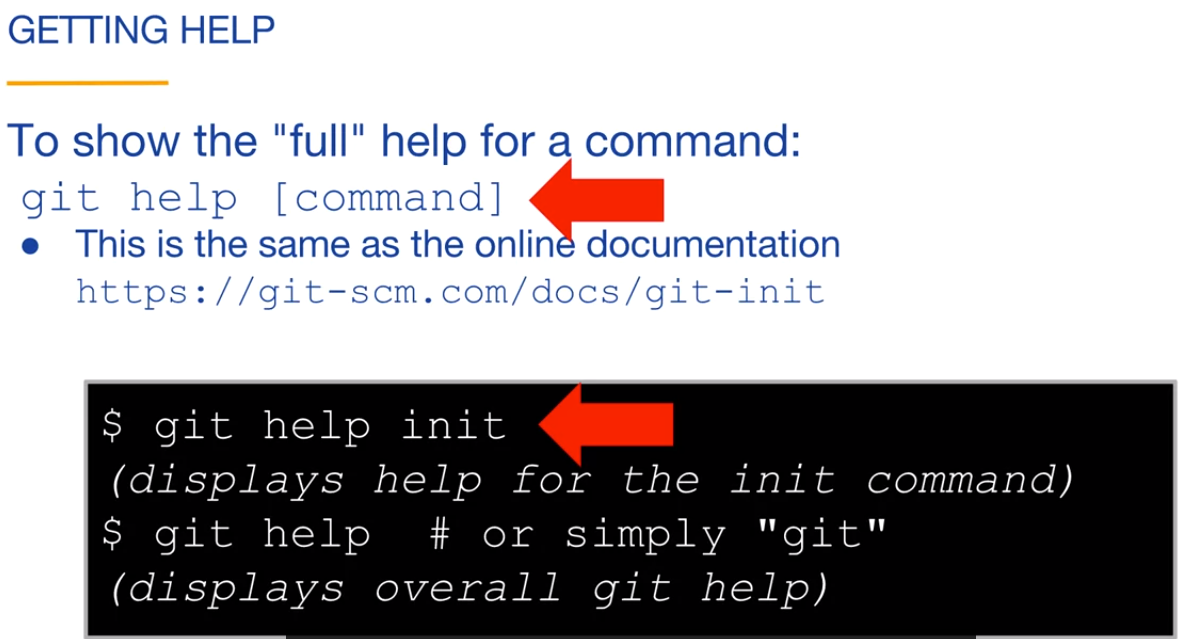 GETTING HELP
To show the "full" help for a command:
git help [command]
● This is the same as the online documentation
https://git-scm.com/docs/git-init
$ git help init
(displays help for the init command)
$ git help  # or simply "git"
(displays overall git help)